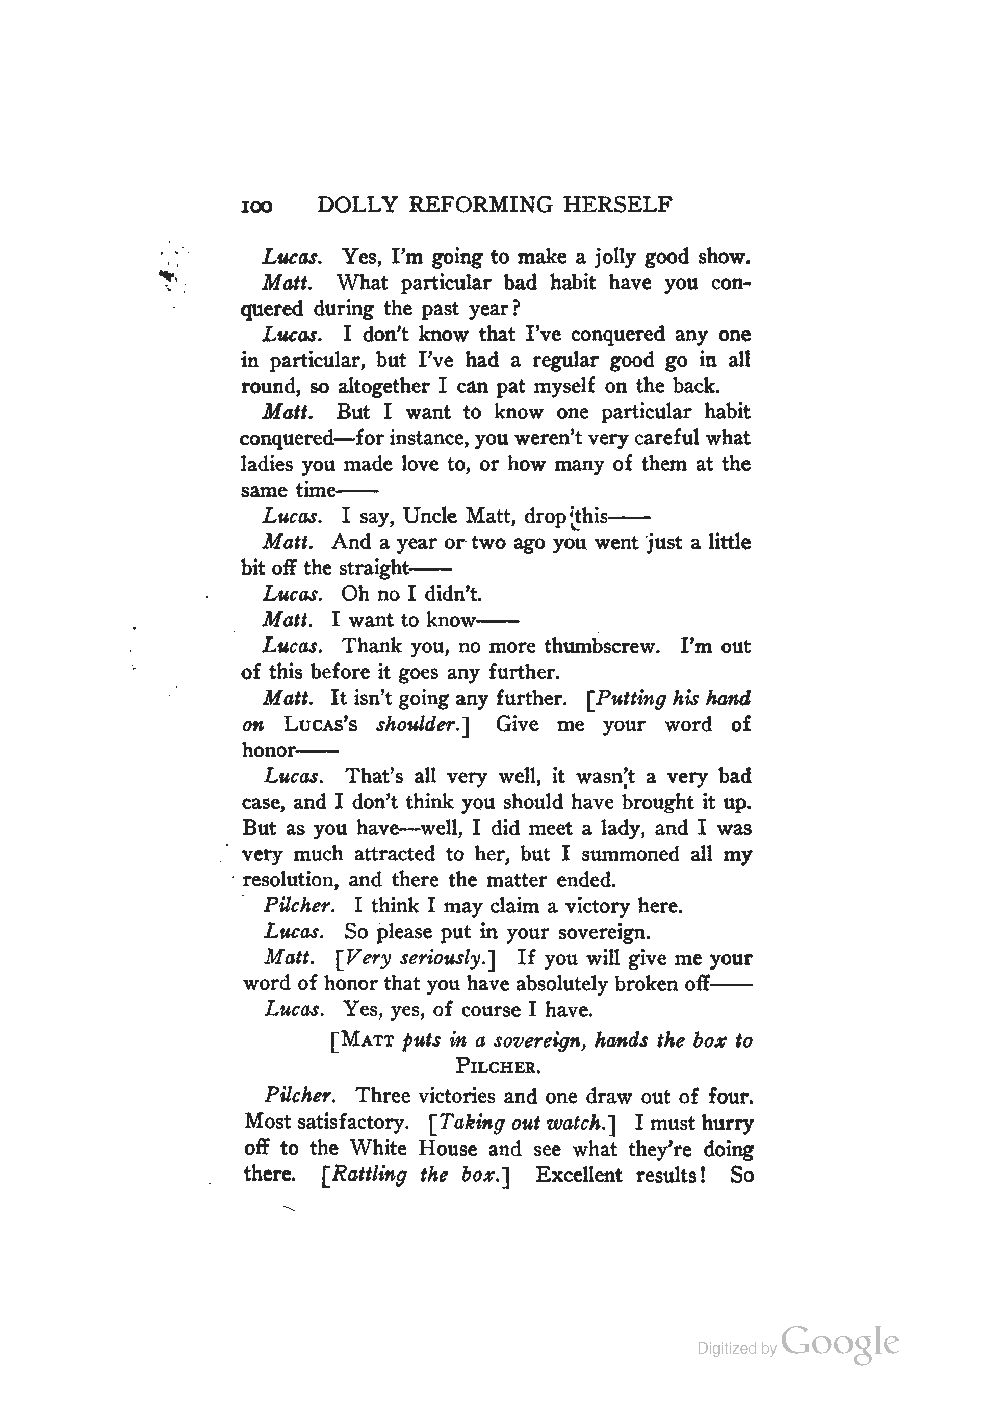 100 DOLLY REFORMING HERSELF
Lucas. Yes, I'm going to make a jolly good show.
Matt. What particular bad habit have you con-
quered during the past year?
Lucas. I don't know that I've conquered any one
in particular, but I've had a regular good go in all
round, so altogether I can pat myself on the back.
Matt. But I want to know one particular habit
conquered—for instance, you weren't very careful what
ladies you made love to, or how many of them at the
same time——
Lucas. I say, Uncle Matt, drop this——
Matt. And a year or two ago you went just a little
bit off the straight——
Lucas. Oh no I didn't.
Matt. I want to know——
Lucas. Thank you, no more thumbscrew. I'm out
of this before it goes any further.
Matt. It isn't going any further. [Putting his hand
on LUCAS'S shoulder.] Give me your word of
honor——
Lucas. That's all very well, it wasn't a very bad
case, and I don't think you should have brought it up.
But as you have—well, I did meet a lady, and I was
very much attracted to her, but I summoned all my
resolution, and there the matter ended.
Pilcher. I think I may claim a victory here.
Lucas. So please put in your sovereign.
Matt. [Very seriously.] If you will give me your
word of honor that you have absolutely broken off——
Lucas. Yes, yes, of course I have.
[MATT puts in a sovereign, hands the box to
PILCHER.
Pilcher. Three victories and one draw out of four.
Most satisfactory. [Taking out watch.] I must hurry
off to the White House and see what they're doing
there. [Rattling the box.] Excellent results! So
Digitized by Google